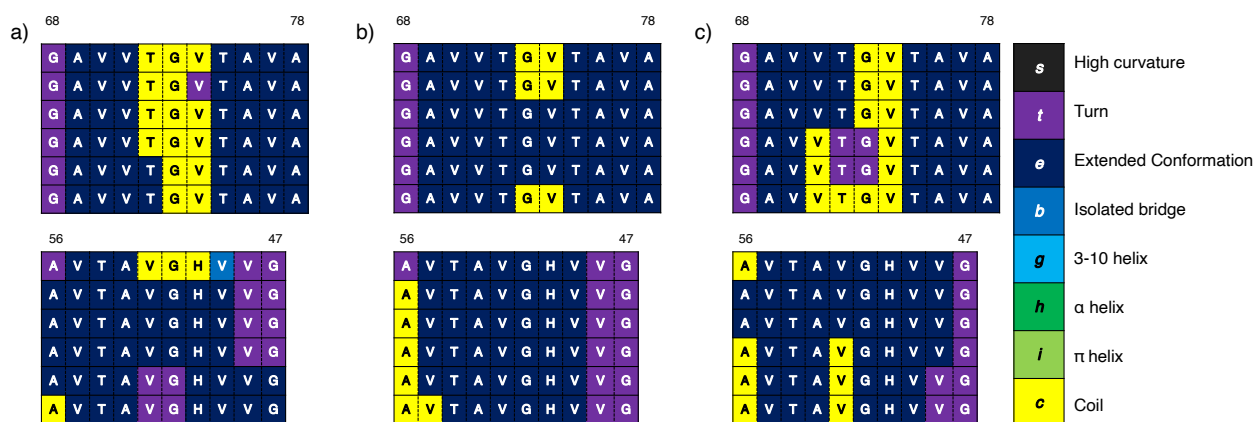 a)
68 78
G A V V T G V T A V A
G A V V T G V T A V A
G A V V T G V T A V A
G A V V T G V T A V A
G A V V T G V T A V A
G A V V T G V T A V A
56 47
A V T A V G H V V G
A V T A V G H V V G
A V T A V G H V V G
A V T A V G H V V G
A V T A V G H V V G
A V T A V G H V V G
b)
68 78
G A V V T G V T A V A
G A V V T G V T A V A
G A V V T G V T A V A
G A V V T G V T A V A
G A V V T G V T A V A
G A V V T G V T A V A
56 47
A V T A V G H V V G
A V T A V G H V V G
A V T A V G H V V G
A V T A V G H V V G
A V T A V G H V V G
A V T A V G H V V G
c)
68 78
G A V V T G V T A V A
G A V V T G V T A V A
G A V V T G V T A V A
G A V V T G V T A V A
G A V V T G V T A V A
G A V V T G V T A V A
56 47
A V T A V G H V V G
A V T A V G H V V G
A V T A V G H V V G
A V T A V G H V V G
A V T A V G H V V G
A V T A V G H V V G
s High curvature
t Turn
e Extended Conformation
b Isolated bridge
g 3-10 helix
h α helix
i π helix
c Coil